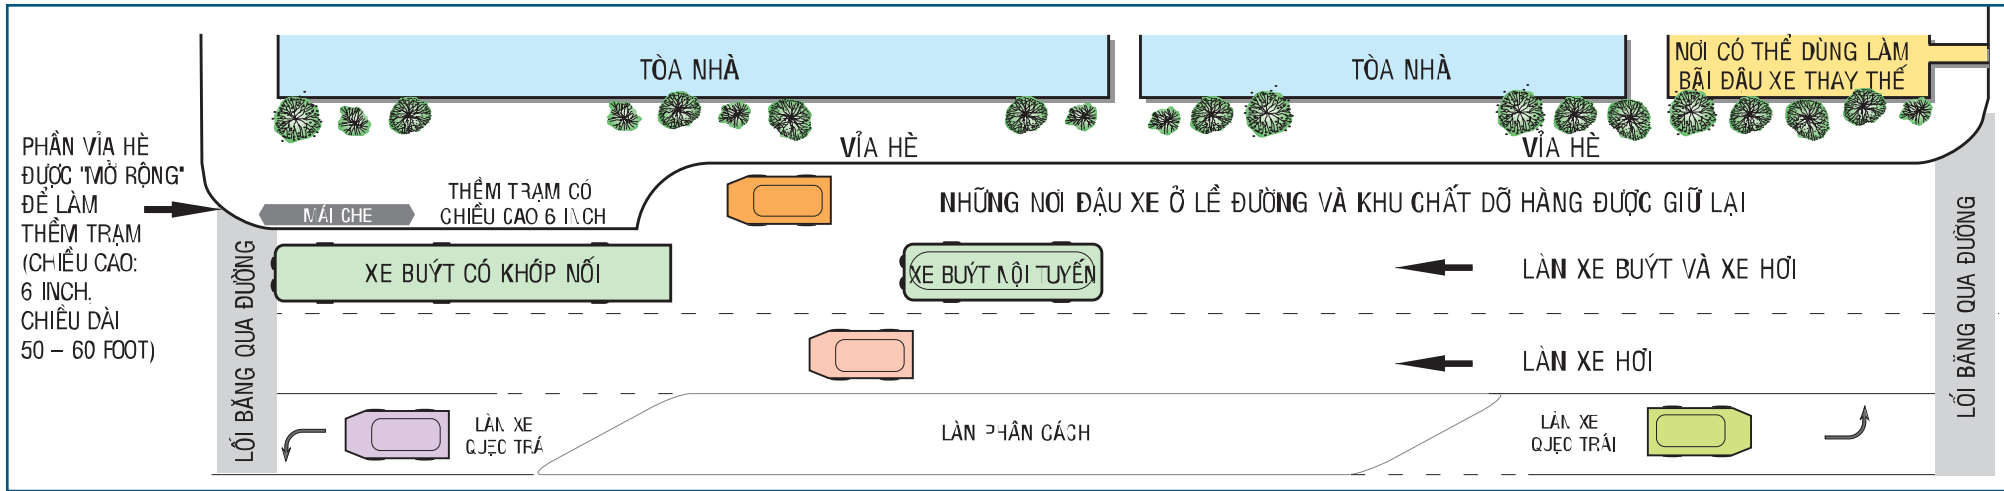 TÒA NHÀ
TÒA NHÀ
NƠI CÓ THỂ DÙNG LÀM
BÃI ĐẬU XE THAY THẾ
PHẦN VỈA HÈ
ĐƯỢC "MỞ RỘNG"
ĐỂ LÀM
THỀM TRẠM
(CHIỀU CAO:
6 INCH.
CHIỀU DÀI
50 – 60 FOOT)
VỈA HÈ
VỈA HÈ
MÁI CHE
THỀM TRẠM CÓ
CHIỀU CAO 6 INCH
NHỮNG NƠI ĐẬU XE Ở LỀ ĐƯỜNG VÀ KHU CHẤT DỠ HÀNG ĐƯỢC GIỮ LẠI
XE BUÝT CÓ KHỚP NỐI
XE BUÝT NỘI TUYẾN
LÀN XE BUÝT VÀ XE HƠI
LÀN XE HƠI
LỐI BĂNG QUA ĐƯỜNG
LỐI BĂNG QUA ĐƯỜNG
LÀN XE
QUẸO TRÁI
LÀN PHÂN CÁCH
LÀN XE
QUẸO TRÁI